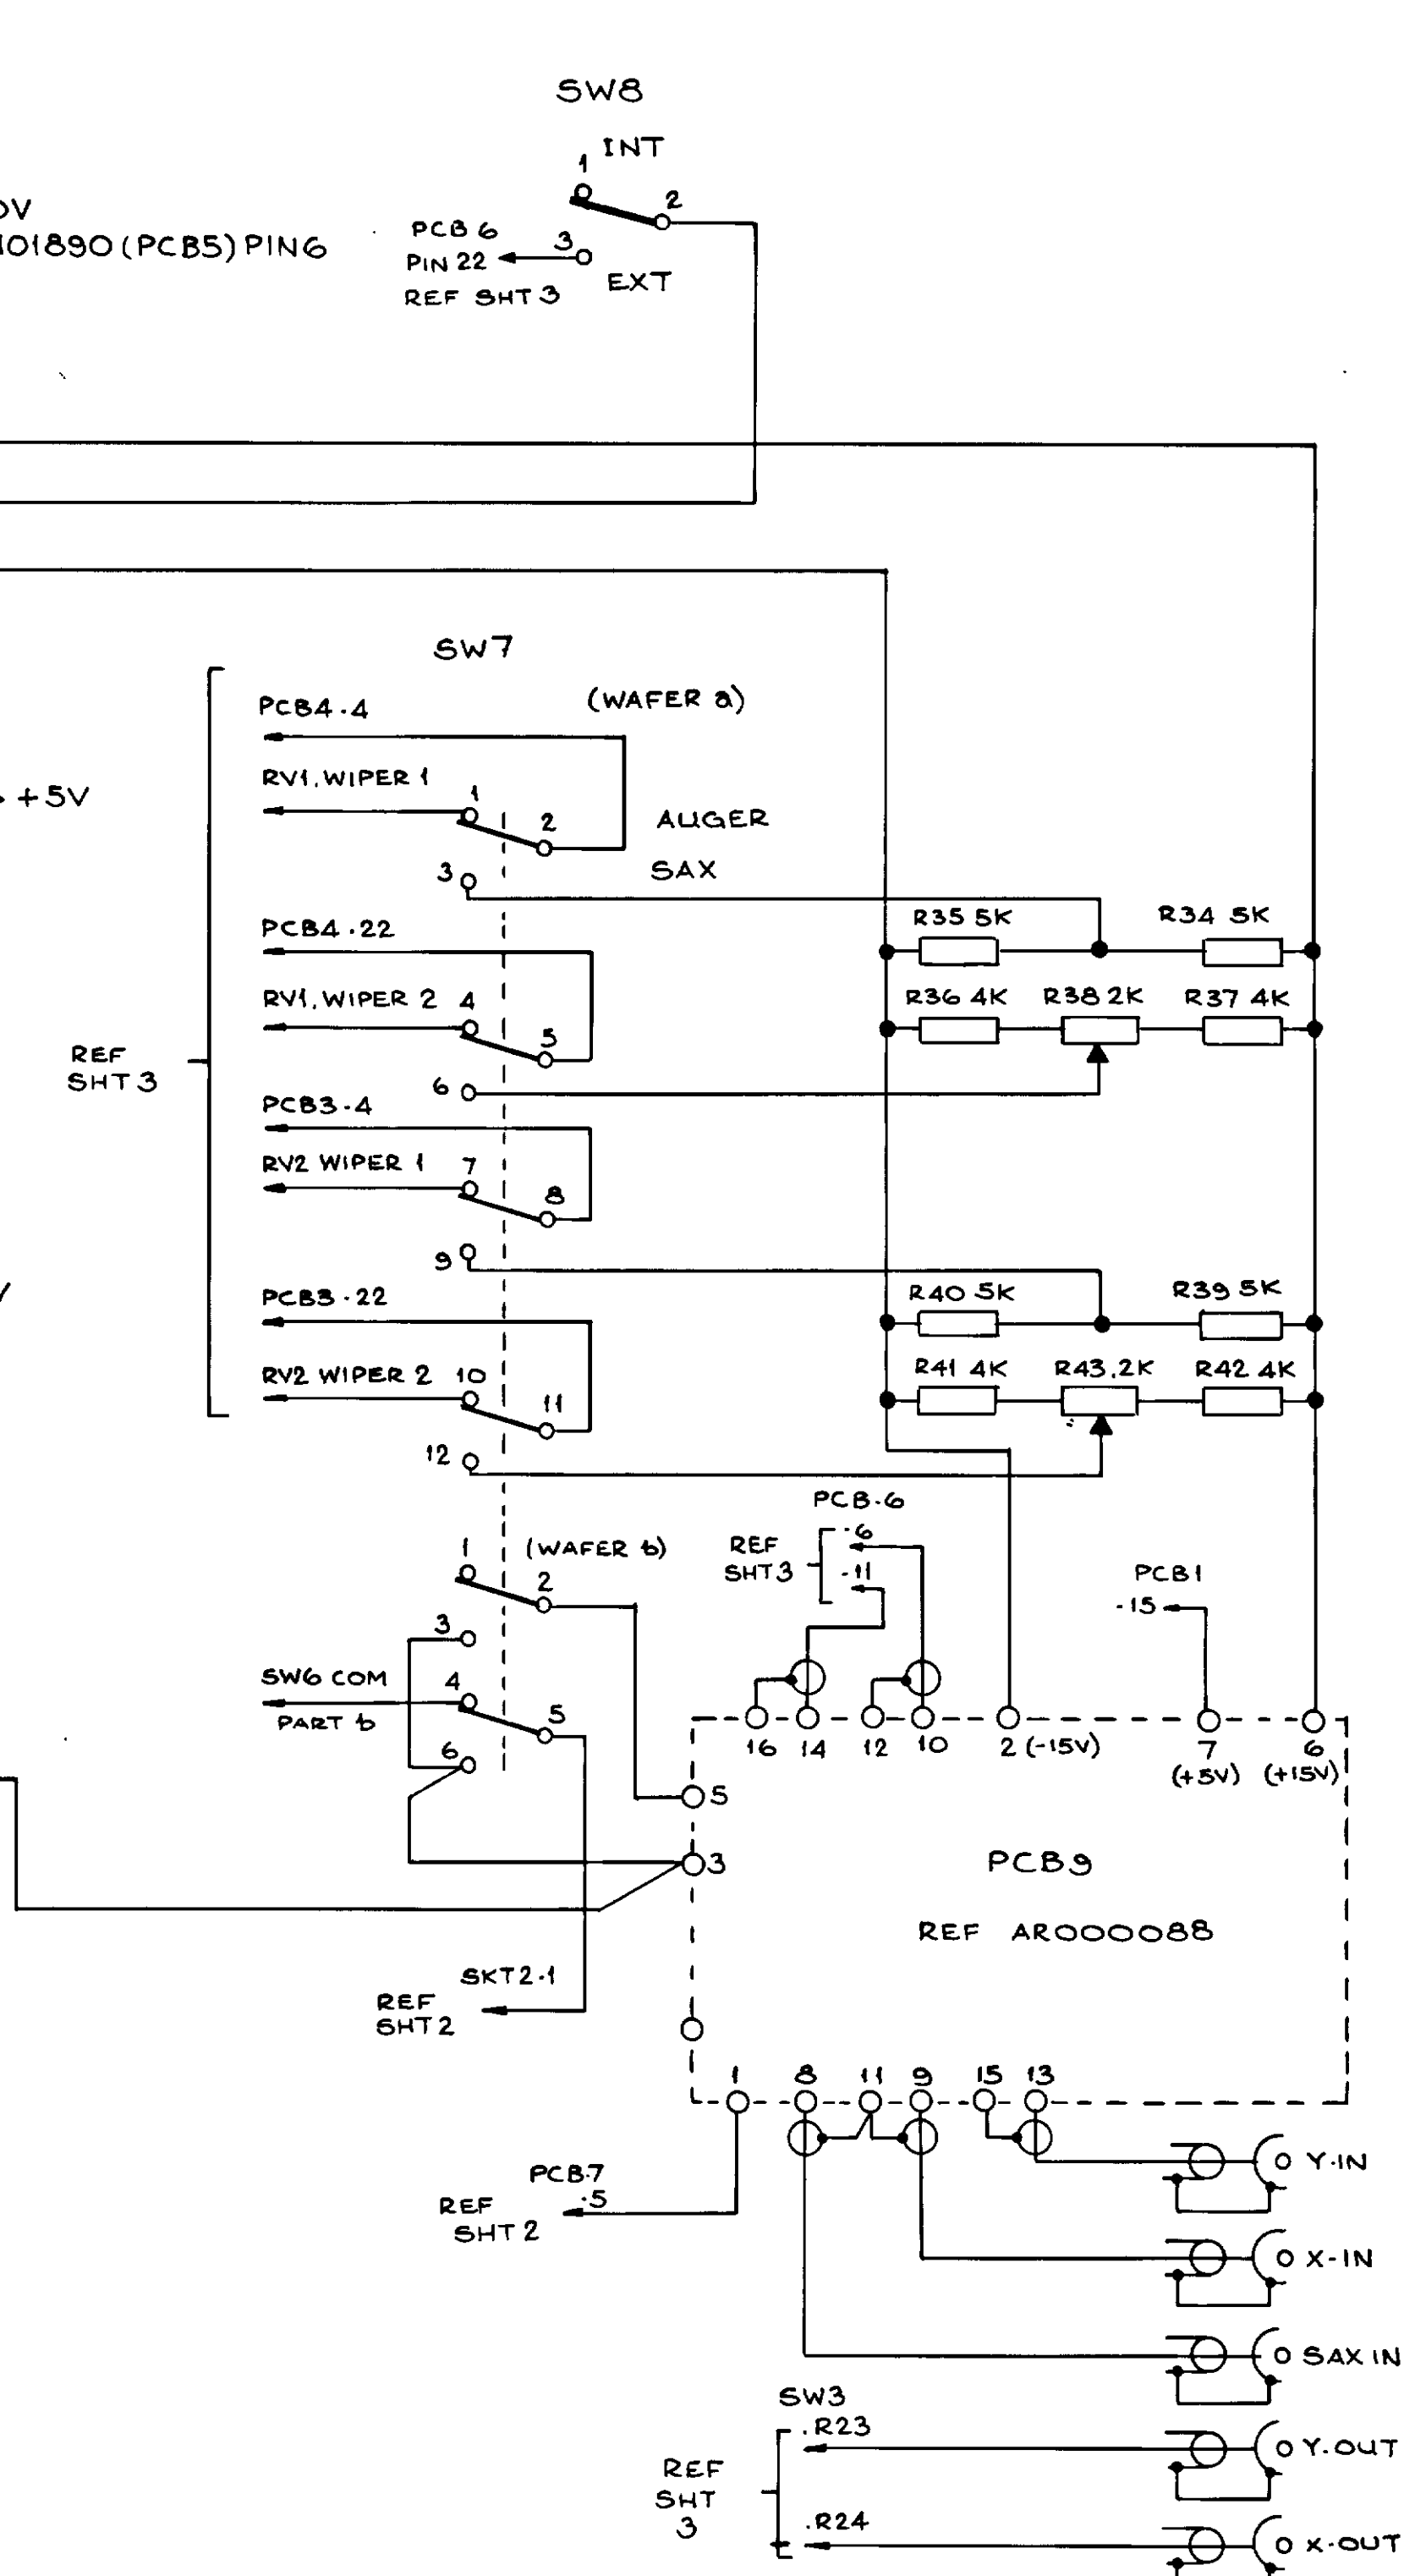 SW8
INT
1
2
PCB 6
3
PIN 22
EXT
REF SHT 3
101890 (PCB5) PIN6
SW7
(WAFER a)
PCB4.4
RV1. WIPER 1
1
2
+5V
AUGER
SAX
3
R35 5K
R34 5K
PCB4.22
R36 4K
R38 2K
R37 4K
RV1. WIPER 2
4
5
REF
SHT 3
6
PCB3-4
RV2 WIPER 1
7
8
9
R40 5K
R39 5K
PCB3-22
R41 4K
R43.2K
R42 4K
RV2 WIPER 2
10
11
12
PCB-6
.6
REF
SHT3
-11
1
(WAFER b)
2
PCB1
-15
3
SW6 COM
PART b
4
5
6
16
14
12
10
2 (-15V)
7
(+5V)
6
(+15V)
5
3
PCB9
REF AR000088
SKT2-1
REF
SHT2
1
8
11
9
15
13
Y-IN
PCB-7
.5
REF
SHT 2
X-IN
SAX IN
SW3
.R23
Y.OUT
REF
SHT
3
.R24
X-OUT